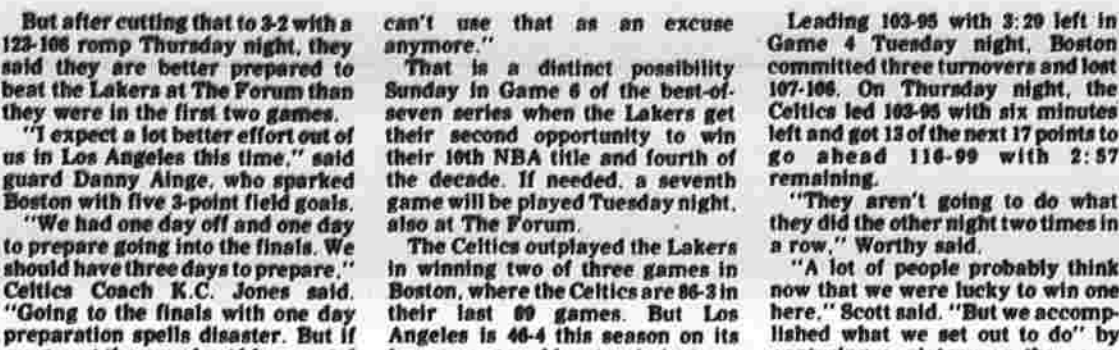 But after cutting that to 3-2 with a
123-108 romp Thursday night, they
said they are better prepared to
beat the Lakers at The Forum than
they were in the first two games.
"I expect a lot better effort out of
us in Los Angeles this time," said
guard Danny Ainge, who sparked
Boston with five 3-point field goals.
"We had one day off and one day
to prepare going into the finals. We
should have three days to prepare."
Celtics Coach K.C. Jones said.
"Going to the finals with one day
preparation spells disaster. But if
can't use that as an excuse
anymore."
That is a distinct possibility
Sunday in Game 6 of the best-of-
seven series when the Lakers get
their second opportunity to win
their 10th NBA title and fourth of
the decade. If needed, a seventh
game will be played Tuesday night,
also at The Forum.
The Celtics outplayed the Lakers
in winning two of three games in
Boston, where the Celtics are 86-3 in
their last 89 games. But Los
Angeles is 46-4 this season on its
Leading 103-95 with 3:29 left in
Game 4 Tuesday night, Boston
committed three turnovers and lost
107-106. On Thursday night, the
Celtics led 103-95 with six minutes
left and got 13 of the next 17 points to
go ahead 116-99 with 2:57
remaining.
"They aren't going to do what
they did the other night two times in
a row," Worthy said.
"A lot of people probably think
now that we were lucky to win one
here," Scott said. "But we accomp-
lished what we set out to do" by